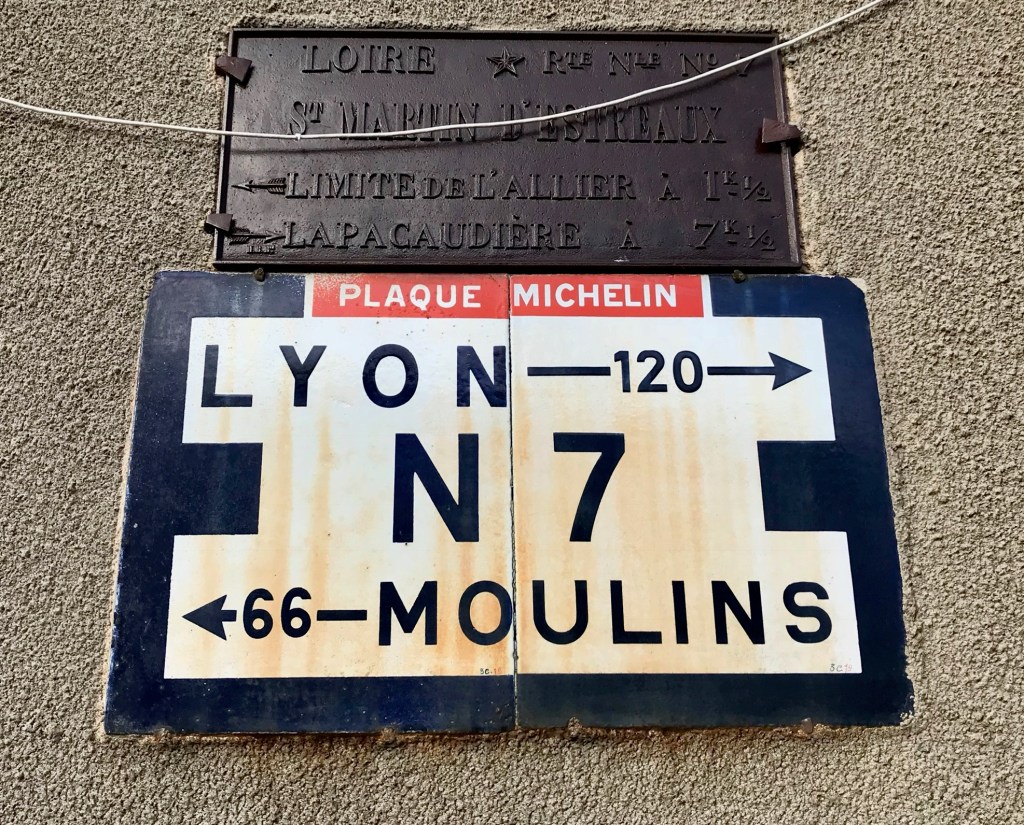 LOIRE ★ RTE NLE NO 7
ST MARTIN D'ESTREAUX
LIMITE DE L'ALLIER À 1K 1/2
LAPACAUDIÈRE À 7K 1/2
PLAQUE MICHELIN
LYON 120
N 7
66 MOULINS